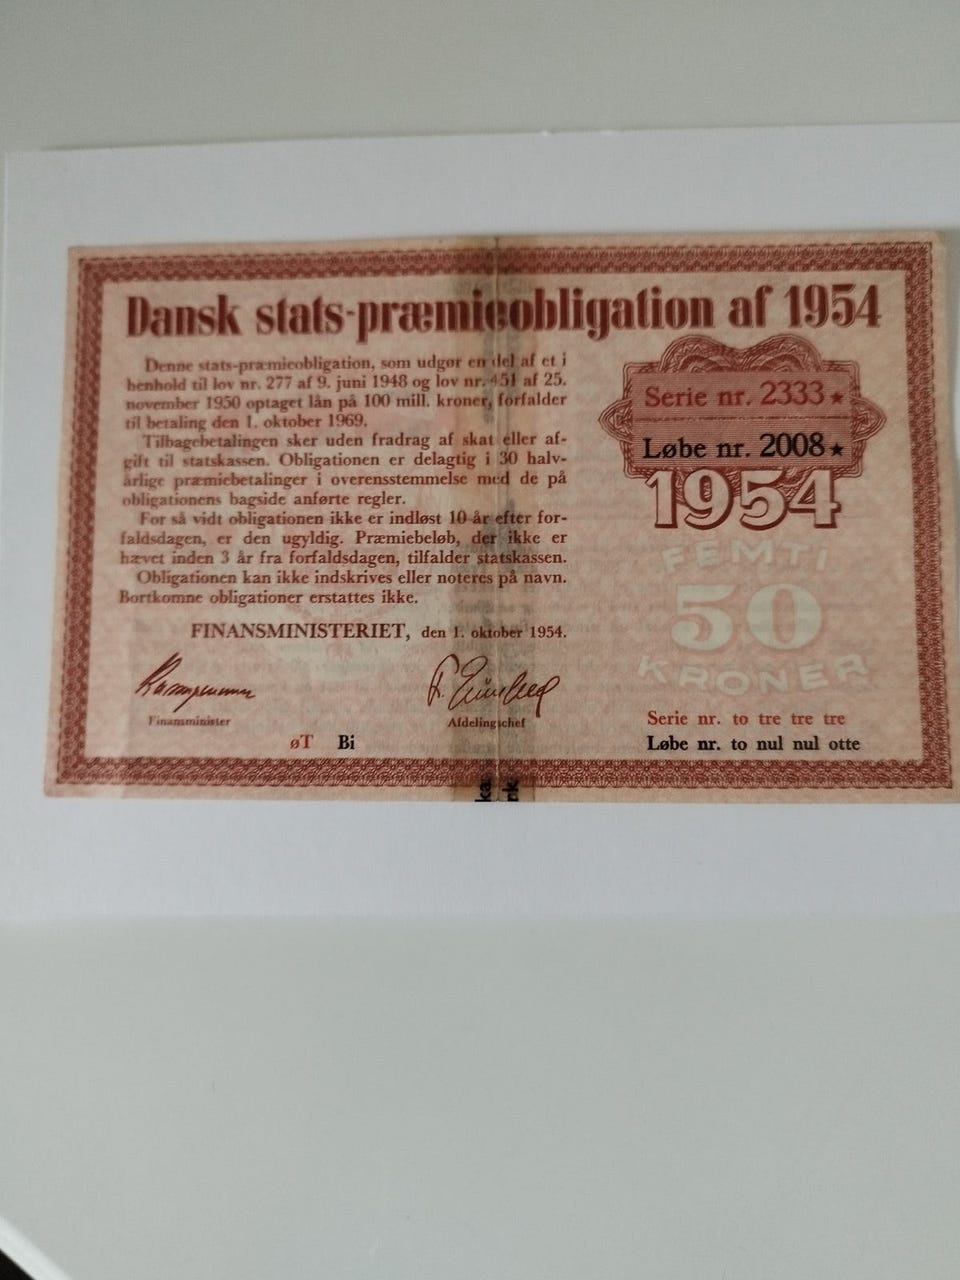 Dansk stats-præmieobligation af 1954
Denne stats-præmieobligation, som udgør en del af et i
henhold til lov nr. 277 af 9. juni 1948 og lov nr. 451 af 25.
november 1950 optaget lån på 100 mill. kroner, forfalder
til betaling den 1. oktober 1969.
Tilbagebetalingen sker uden fradrag af skat eller af-
gift til statskassen. Obligationen er delagtig i 30 halv-
årlige præmiebetalinger i overensstemmelse med de på
obligationens bagside anførte regler.
For så vidt obligationen ikke er indløst 10 år efter for-
faldsdagen, er den ugyldig. Præmiebeløb, der ikke er
hævet inden 3 år fra forfaldsdagen, tilfalder statskassen.
Obligationen kan ikke indskrives eller noteres på navn.
Bortkomne obligationer erstattes ikke.
FINANSMINISTERIET, den 1. oktober 1954.
Finansminister
Afdelingschef
øT Bi
Serie nr. 2333★
Løbe nr. 2008★
1954
FEMTI
50
KRONER
Serie nr. to tre tre tre
Løbe nr. to nul nul otte